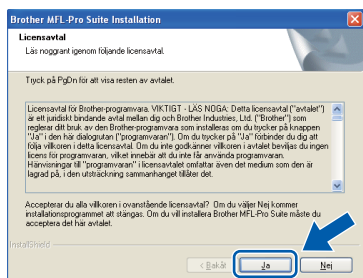 Brother MFL-Pro Suite Installation
Licensavtal
Läs noggrant igenom följande licensavtal.
Tryck på PgDn för att visa resten av avtalet.
Licensavtal för Brother-programvara. VIKTIGT - LÄS NOGA: Detta licensavtal ("avtalet")
är ett juridiskt bindande avtal mellan dig och Brother Industries, Ltd. ("Brother") som
reglerar ditt bruk av den Brother-programvara som installeras om du trycker på knappen
"Ja" i den här dialogrutan ("programvaran"). Om du trycker på "Ja" förbinder du dig att
följa villkoren i detta avtal. Om du inte godkänner villkoren i avtalet beviljas du ingen
licens för programvaran, vilket innebär att du inte får använda programvaran.
Hänvisningar till "programvaran" i licensavtalet omfattar även det medium som den är
lagrad på, i den utsträckning sammanhanget tillåter det.
Accepterar du alla villkoren i ovanstående licensavtal? Om du väljer Nej kommer
installationsprogrammet att stängas. Om du vill installera Brother MFL-Pro Suite måste du
acceptera det här avtalet.
InstallShield
< Bakåt
Ja
Nej